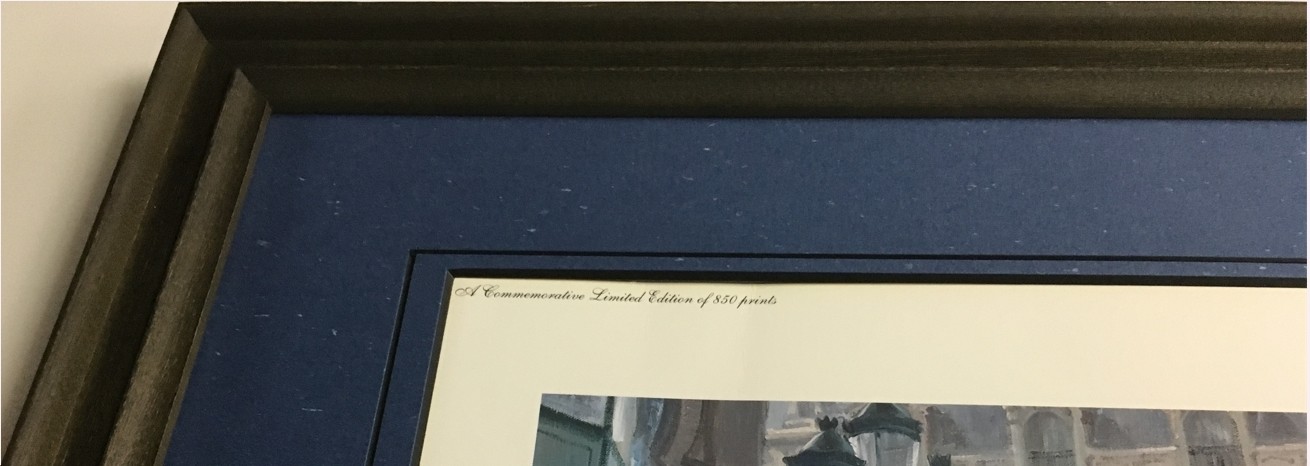 A Commemorative Limited Edition of 850 prints